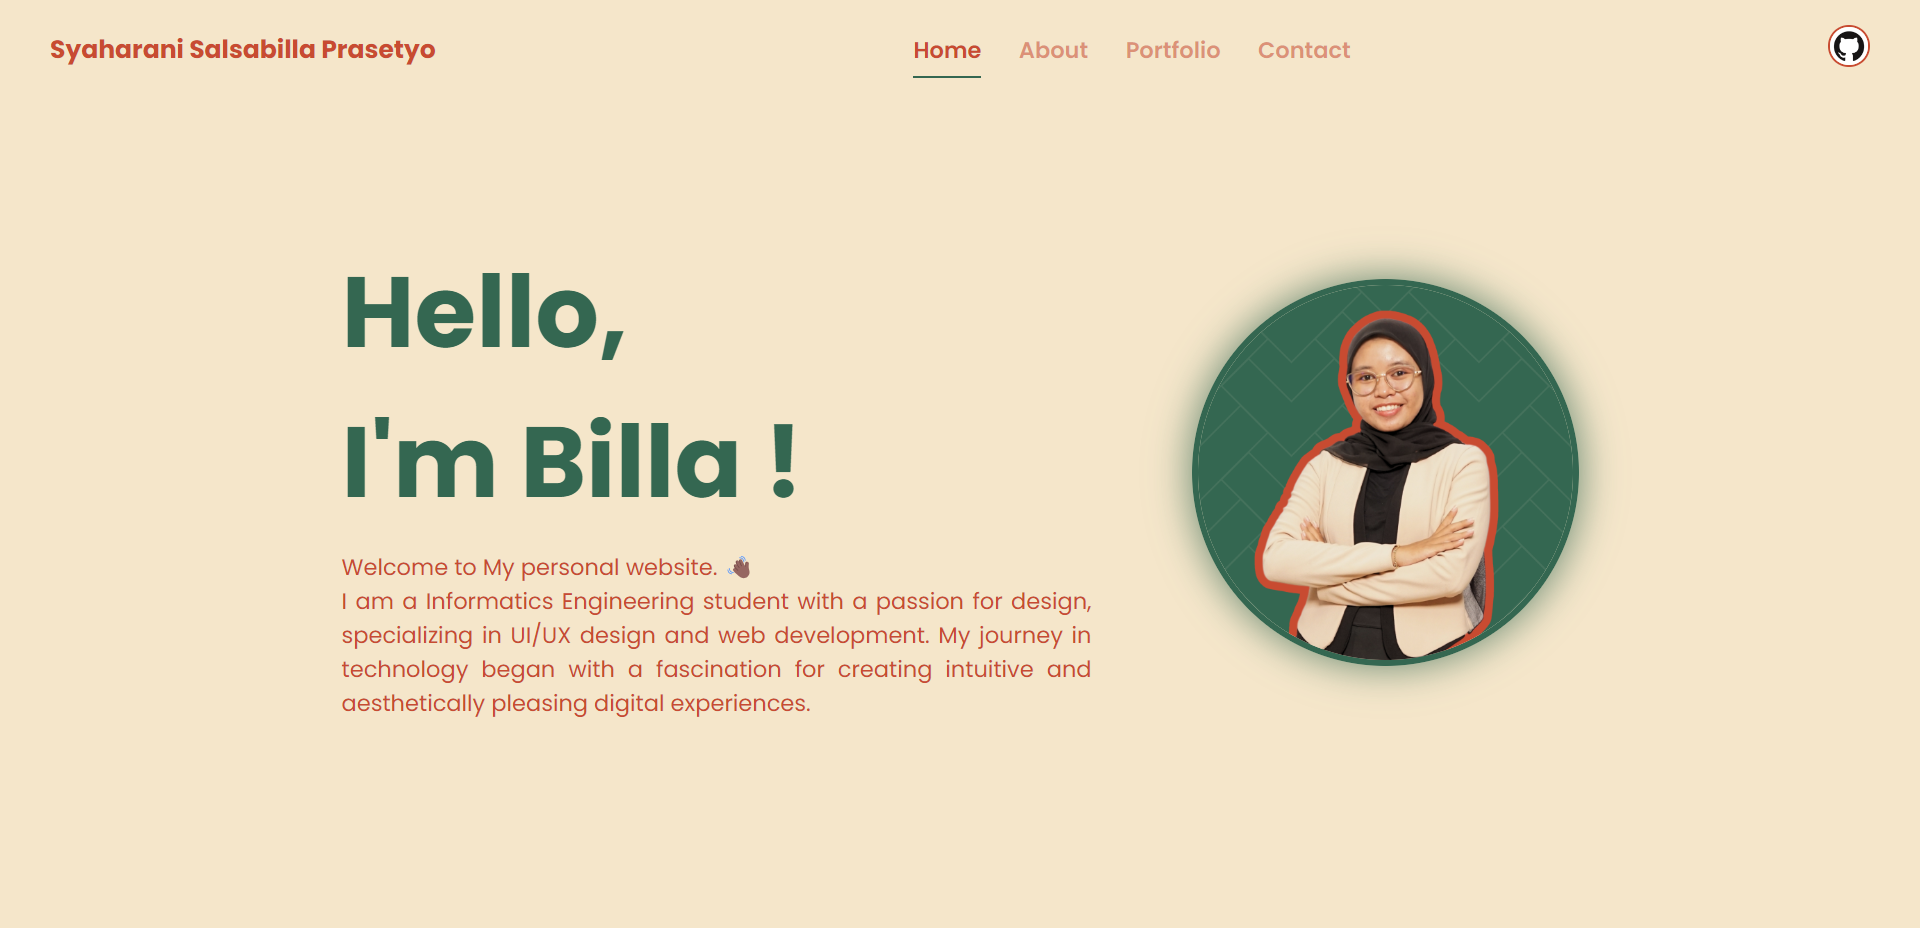 Syaharani Salsabilla Prasetyo
Home About Portfolio Contact
Hello,
I'm Billa !
Welcome to My personal website. 👋🏾
I am a Informatics Engineering student with a passion for design,
specializing in UI/UX design and web development. My journey in
technology began with a fascination for creating intuitive and
aesthetically pleasing digital experiences.